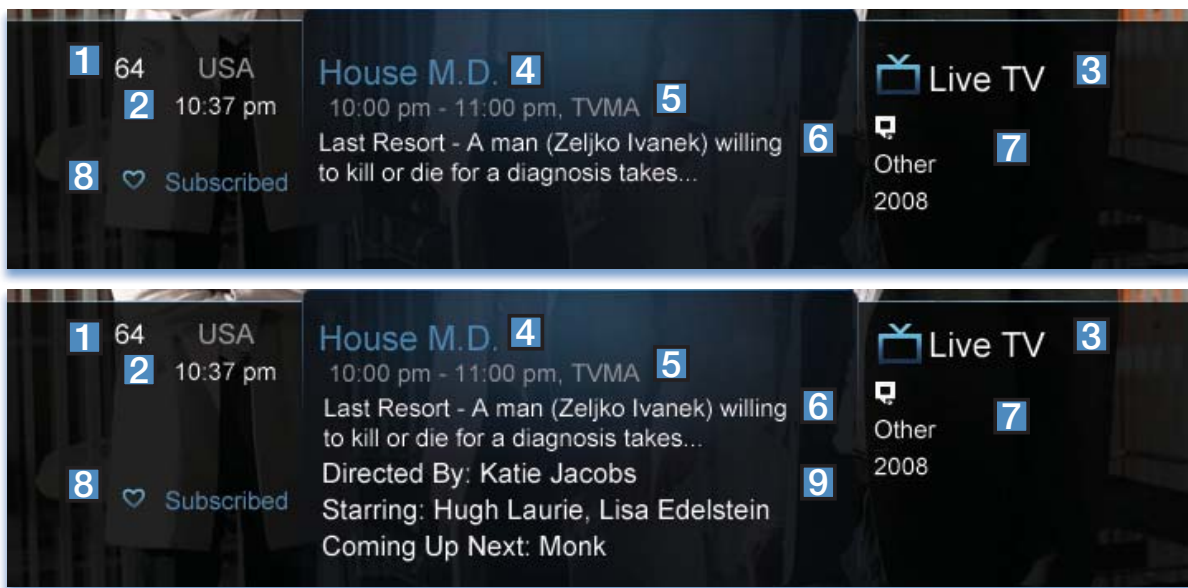 1 64 USA
2 10:37 pm
8 Subscribed
House M.D. 4
10:00 pm - 11:00 pm, TVMA 5
Last Resort - A man (Zeljko Ivanek) willing 6
to kill or die for a diagnosis takes...
Live TV 3
7
Other
2008
1 64 USA
2 10:37 pm
8 Subscribed
House M.D. 4
10:00 pm - 11:00 pm, TVMA 5
Last Resort - A man (Zeljko Ivanek) willing 6
to kill or die for a diagnosis takes...
Directed By: Katie Jacobs 9
Starring: Hugh Laurie, Lisa Edelstein
Coming Up Next: Monk
Live TV 3
7
Other
2008